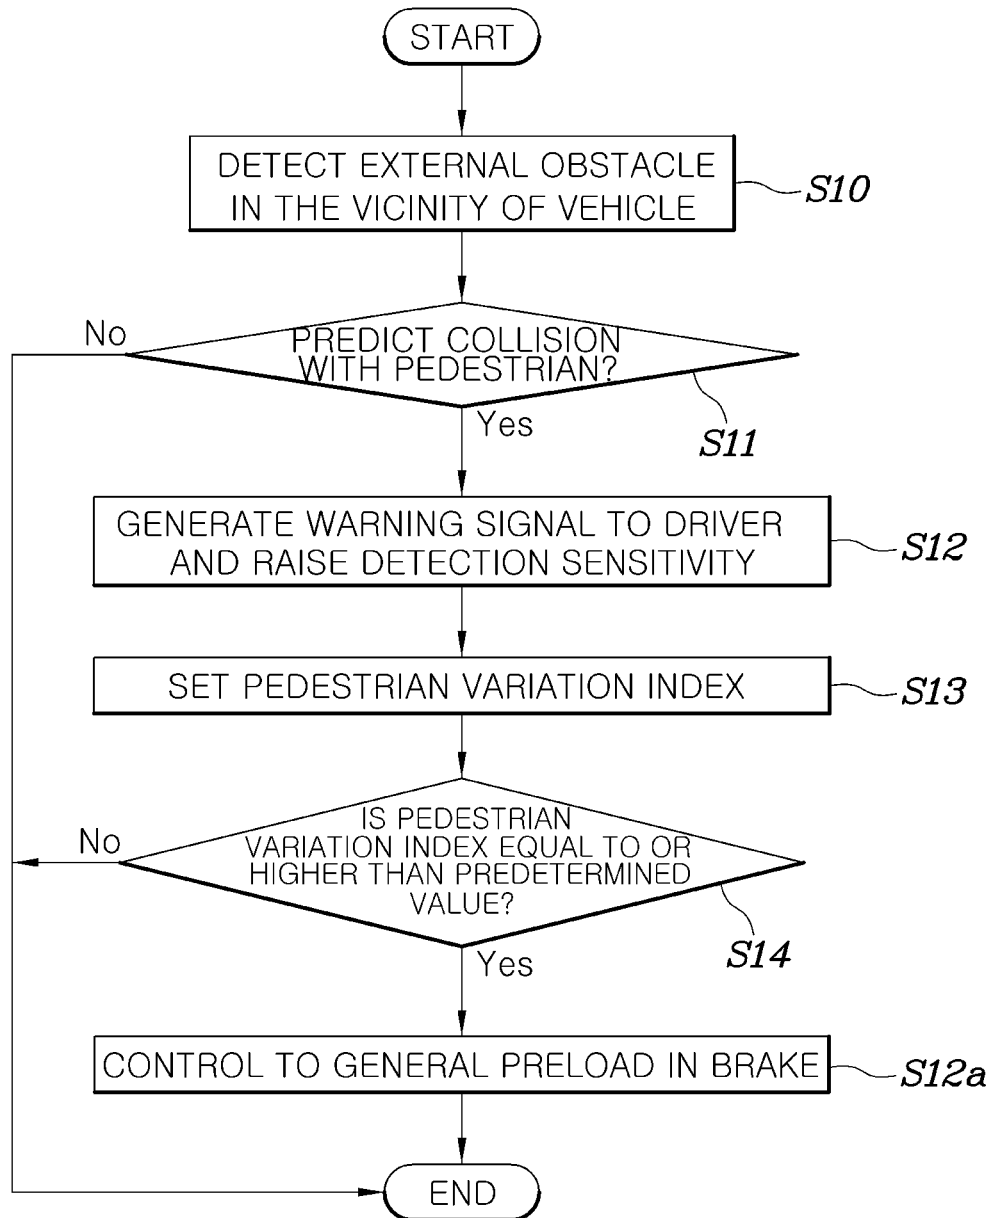 START
DETECT EXTERNAL OBSTACLE
IN THE VICINITY OF VEHICLE
S10
No
PREDICT COLLISION
WITH PEDESTRIAN?
Yes
S11
GENERATE WARNING SIGNAL TO DRIVER
AND RAISE DETECTION SENSITIVITY
S12
SET PEDESTRIAN VARIATION INDEX
S13
No
IS PEDESTRIAN
VARIATION INDEX EQUAL TO OR
HIGHER THAN PREDETERMINED
VALUE?
Yes
S14
CONTROL TO GENERAL PRELOAD IN BRAKE
S12a
END